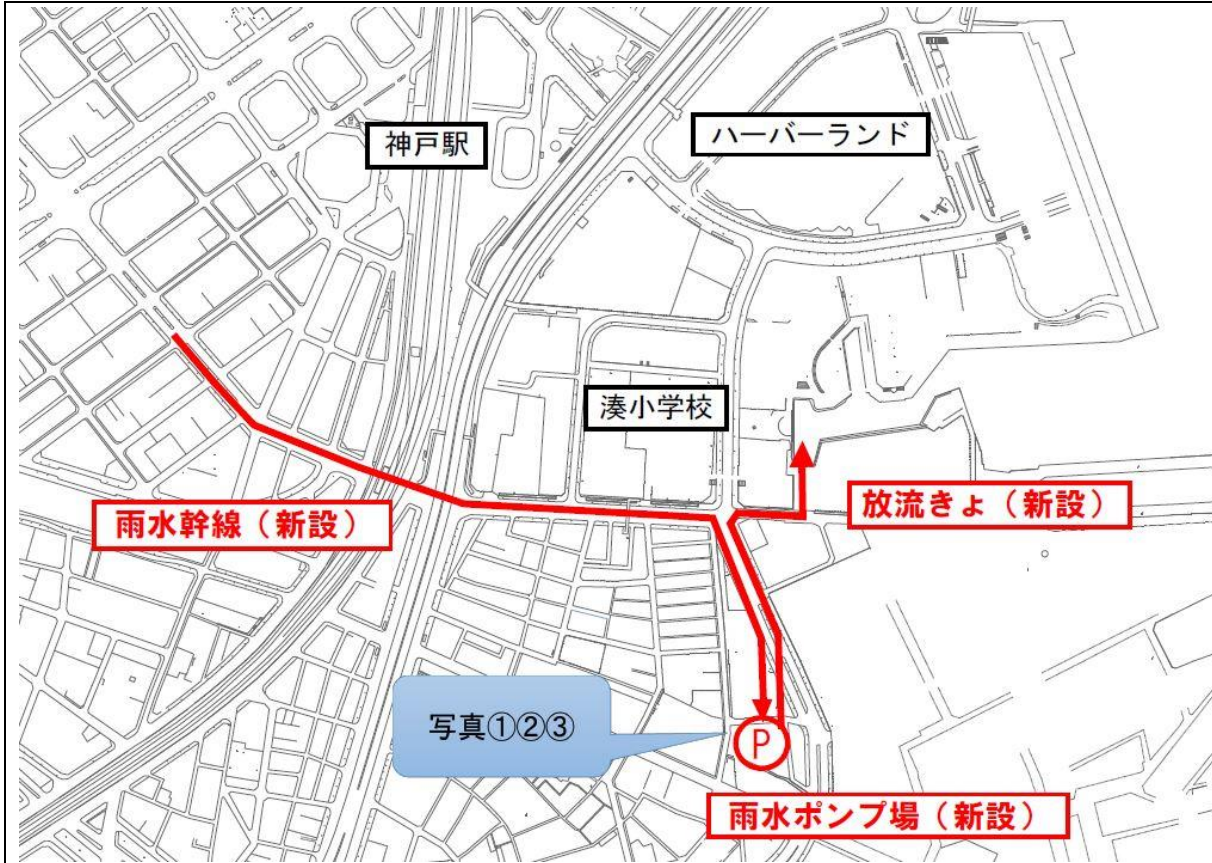 神戸駅
ハーバーランド
湊小学校
雨水幹線（新設）
放流きょ（新設）
写真①②③
P
雨水ポンプ場（新設）